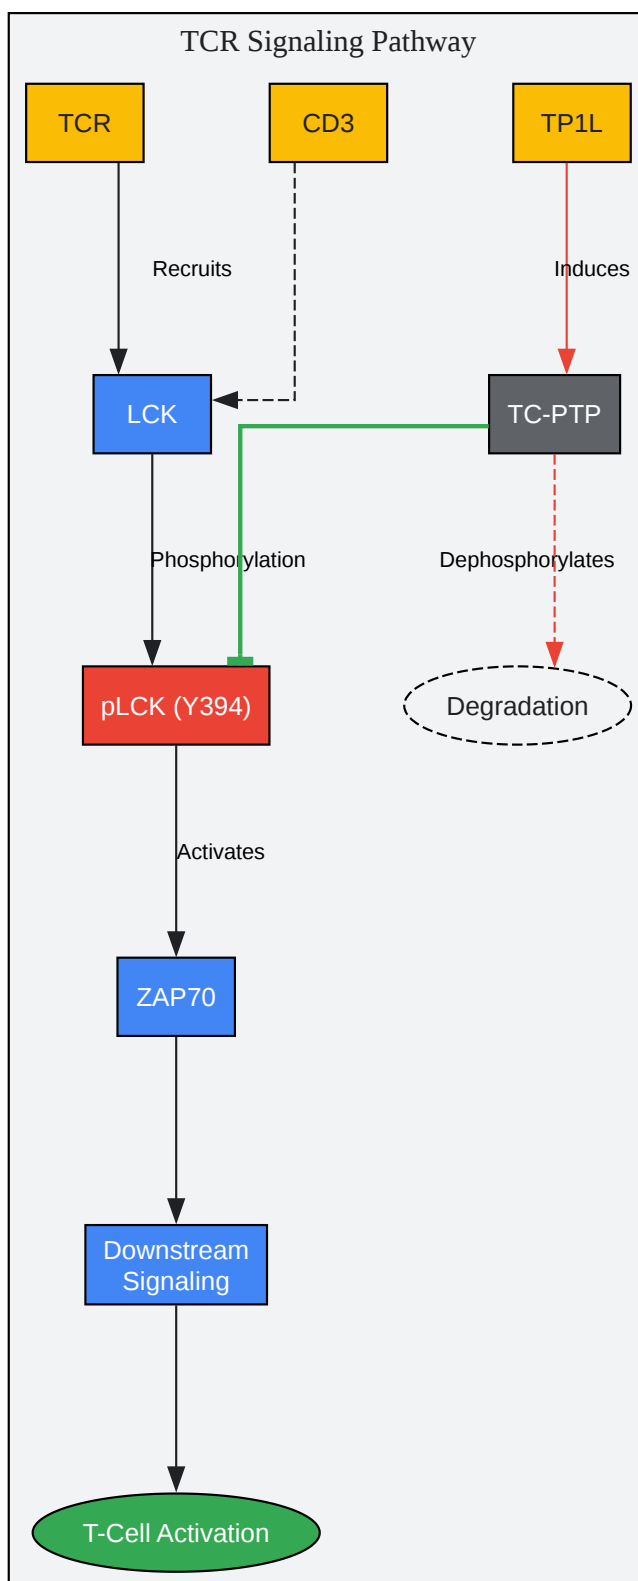 TCR Signaling Pathway
TCR
CD3
TP1L
Recruits
Induces
LCK
TC-PTP
Phosphorylation
Dephosphorylates
pLCK (Y394)
Degradation
Activates
ZAP70
Downstream
Signaling
T-Cell Activation